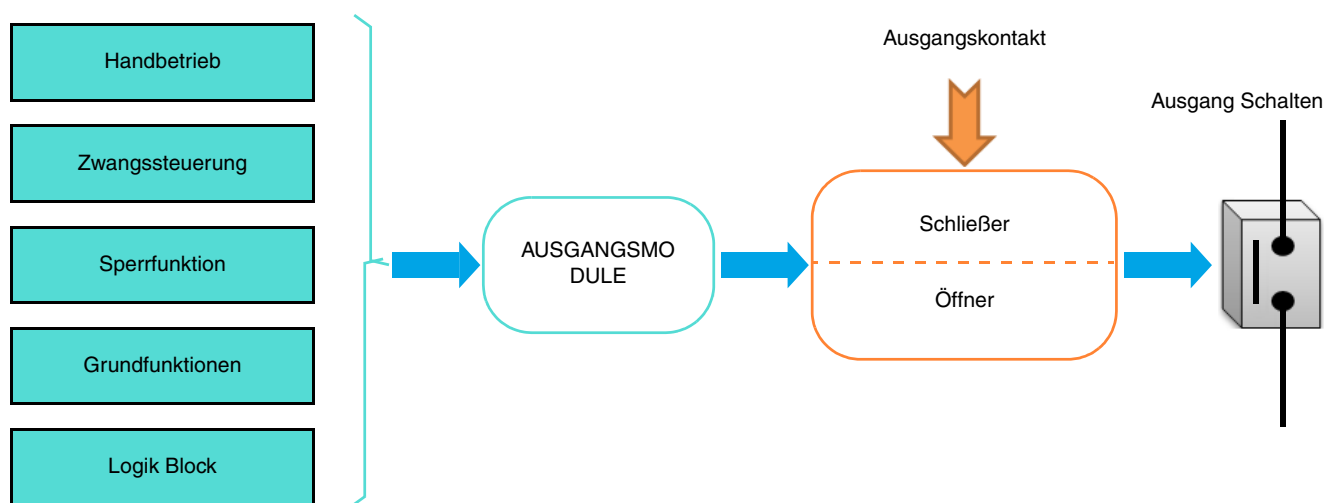 Handbetrieb
Zwangssteuerung
Sperrfunktion
Grundfunktionen
Logik Block
AUSGANGSMO
DULE
Ausgangskontakt
Schließer
Öffner
Ausgang Schalten